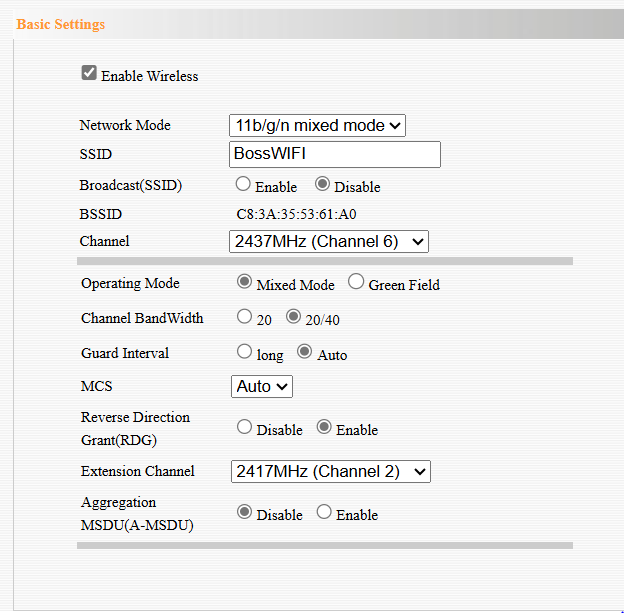 Basic Settings
Enable Wireless
Network Mode 11b/g/n mixed mode
SSID BossWIFI
Broadcast(SSID) Enable Disable
BSSID C8:3A:35:53:61:A0
Channel 2437MHz (Channel 6)
Operating Mode Mixed Mode Green Field
Channel BandWidth 20 20/40
Guard Interval long Auto
MCS Auto
Reverse Direction
Grant(RDG) Disable Enable
Extension Channel 2417MHz (Channel 2)
Aggregation
MSDU(A-MSDU) Disable Enable